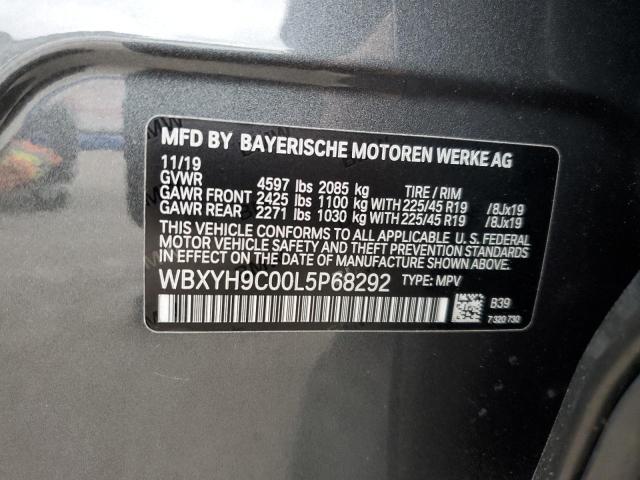 MFD BY BAYERISCHE MOTOREN WERKE AG
11/19
GVWR 4597 lbs 2085 kg TIRE / RIM
GAWR FRONT 2425 lbs 1100 kg WITH 225/45 R19 /8Jx19
GAWR REAR 2271 lbs 1030 kg WITH 225/45 R19 /8Jx19
THIS VEHICLE CONFORMS TO ALL APPLICABLE U.S. FEDERAL
MOTOR VEHICLE SAFETY AND THEFT PREVENTION STANDARDS
IN EFFECT ON THE DATE OF MANUFACTURE SHOWN ABOVE.
WBXYH9C00L5P68292 TYPE: MPV
B39
7 320 730